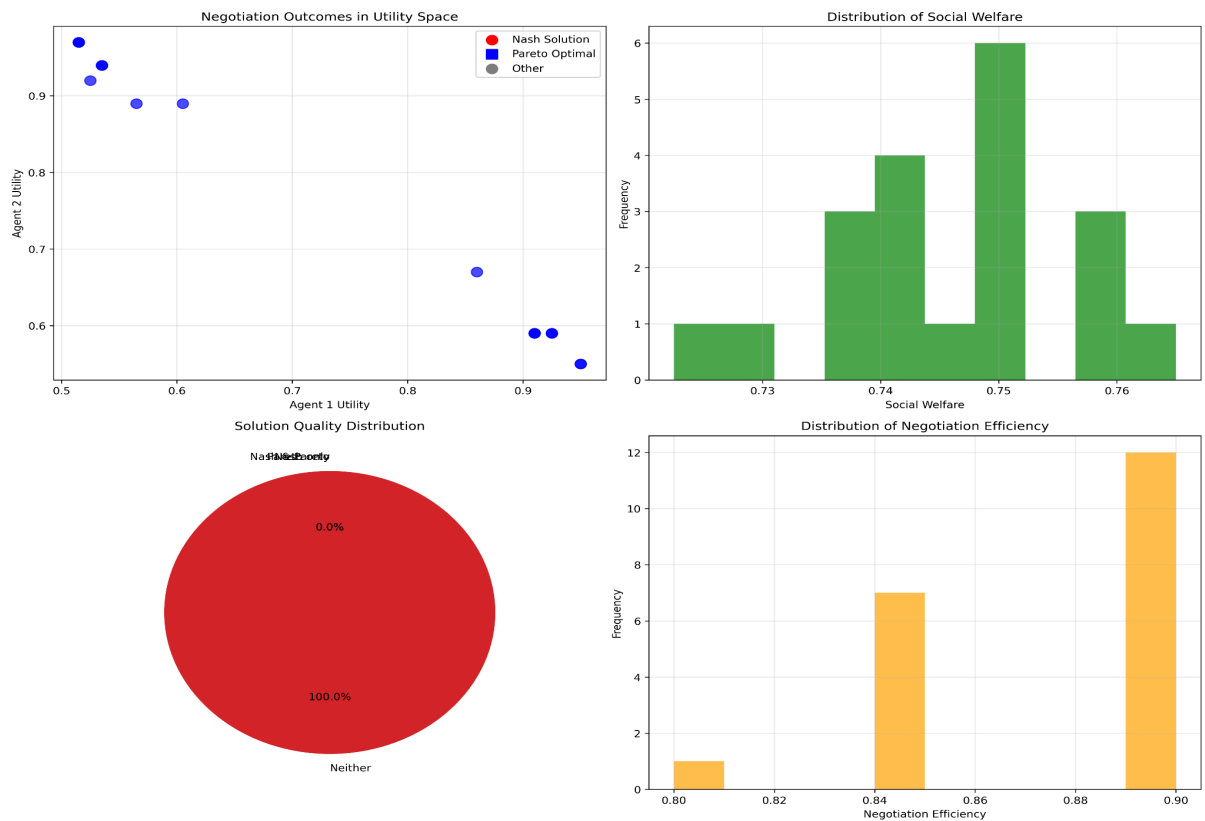 Negotiation Outcomes in Utility Space
Nash Solution
Pareto Optimal
Other
Agent 2 Utility
0.9
0.8
0.7
0.6
0.5 0.6 0.7 0.8 0.9
Agent 1 Utility
Distribution of Social Welfare
Frequency
6
5
4
3
2
1
0
0.73 0.74 0.75 0.76
Social Welfare
Solution Quality Distribution
0.0%
100.0%
Neither
Distribution of Negotiation Efficiency
Frequency
12
10
8
6
4
2
0
0.80 0.82 0.84 0.86 0.88 0.90
Negotiation Efficiency